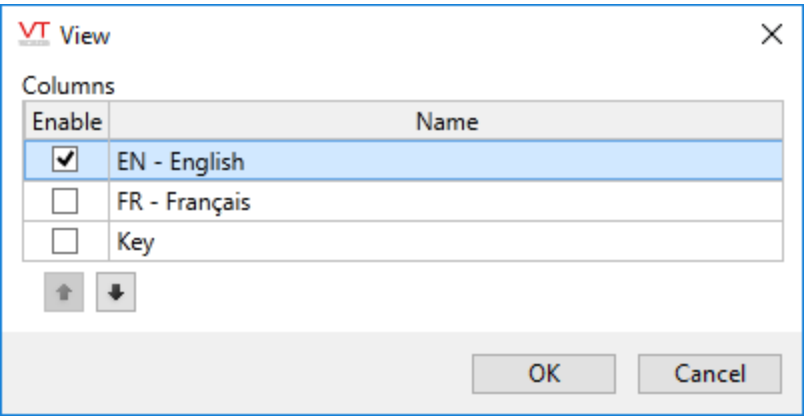 VT View
Columns
Enable Name
EN - English
FR - Français
Key
OK Cancel